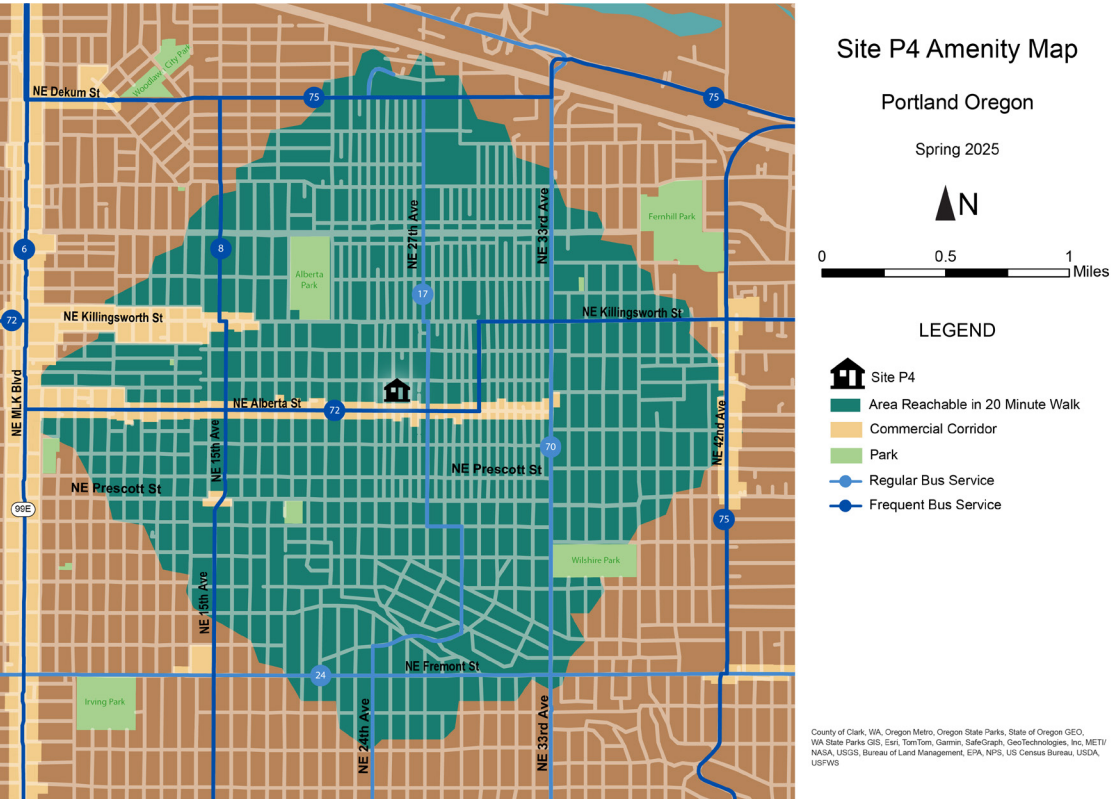 Site P4 Amenity Map
Portland Oregon
Spring 2025
N
0 0.5 1
Miles
LEGEND
Site P4
Area Reachable in 20 Minute Walk
Commercial Corridor
Park
Regular Bus Service
Frequent Bus Service
County of Clark, WA, Oregon Metro, Oregon State Parks, State of Oregon GEO,
WA State Parks GIS, Esri, TomTom, Garmin, SafeGraph, GeoTechnologies, Inc, METI/
NASA, USGS, Bureau of Land Management, EPA, NPS, US Census Bureau, USDA,
USFWS
Woodlaw City Park
NE Dekum St
75
75
Fernhill Park
NE 27th Ave
NE 33rd Ave
6
8
Alberta
Park
17
72
NE Killingsworth St
NE Killingsworth St
NE MLK Blvd
NE Alberta St
72
NE 15th Ave
NE 42nd Ave
70
NE Prescott St
NE Prescott St
99E
75
Wilshire Park
NE 15th Ave
NE Fremont St
24
Irving Park
NE 24th Ave
NE 33rd Ave